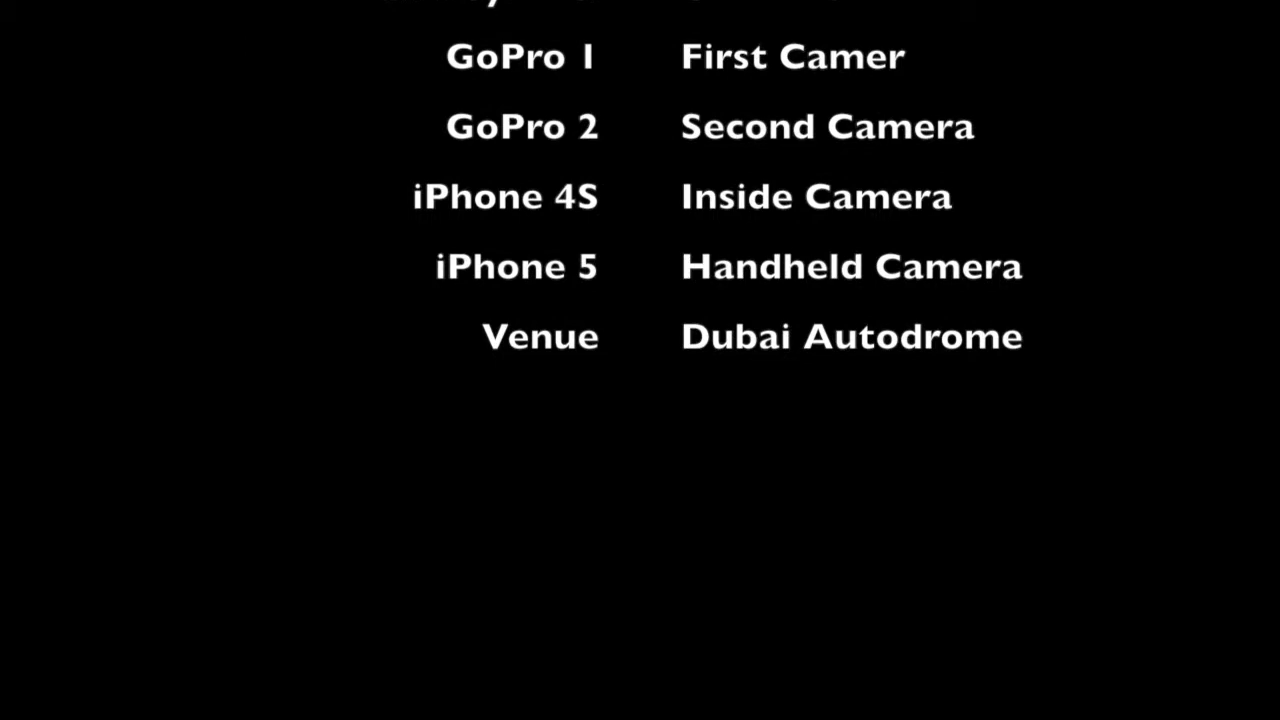 GoPro 1 First Camer
GoPro 2 Second Camera
iPhone 4S Inside Camera
iPhone 5 Handheld Camera
Venue Dubai Autodrome